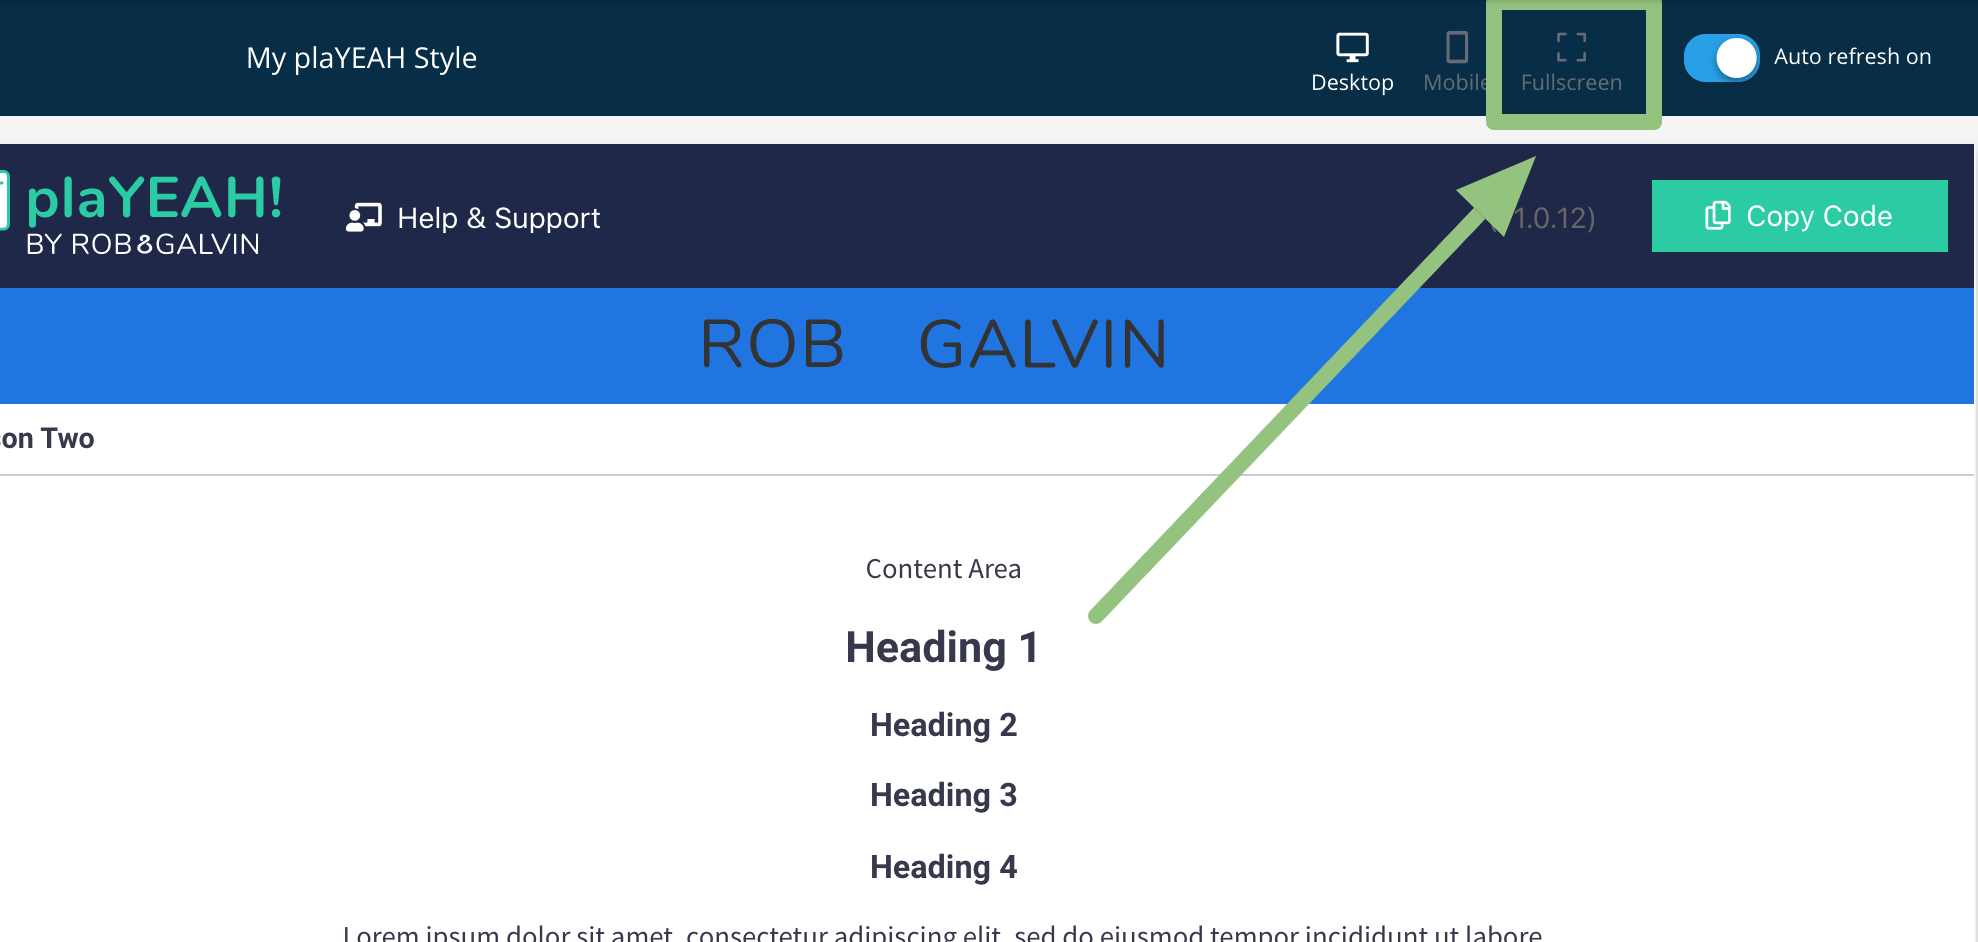 My plaYEAH Style
Desktop
Mobile
Fullscreen
Auto refresh on
plaYEAH!
BY ROB&GALVIN
Help & Support
1.0.12)
Copy Code
ROB GALVIN
on Two
Content Area
Heading 1
Heading 2
Heading 3
Heading 4
Lorem ipsum dolor sit amet, consectetur adipiscing elit, sed do eiusmod tempor incididunt ut labore